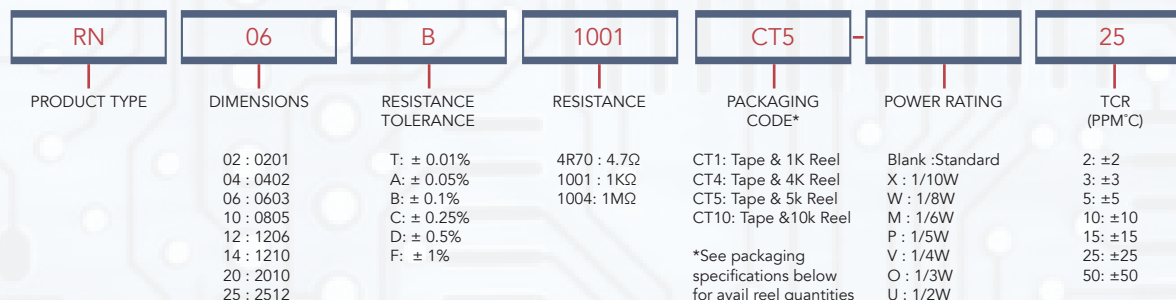 RN 06 B 1001 CT5 - 25
PRODUCT TYPE
DIMENSIONS
02 : 0201
04 : 0402
06 : 0603
10 : 0805
12 : 1206
14 : 1210
20 : 2010
25 : 2512
RESISTANCE
TOLERANCE
T: ± 0.01%
A: ± 0.05%
B: ± 0.1%
C: ± 0.25%
D: ± 0.5%
F: ± 1%
RESISTANCE
4R70 : 4.7Ω
1001 : 1KΩ
1004: 1MΩ
PACKAGING
CODE*
CT1: Tape & 1K Reel
CT4: Tape & 4K Reel
CT5: Tape & 5k Reel
CT10: Tape &10k Reel
*See packaging
specifications below
for avail reel quantities
POWER RATING
Blank :Standard
X : 1/10W
W : 1/8W
M : 1/6W
P : 1/5W
V : 1/4W
O : 1/3W
U : 1/2W
TCR
(PPM°C)
2: ±2
3: ±3
5: ±5
10: ±10
15: ±15
25: ±25
50: ±50